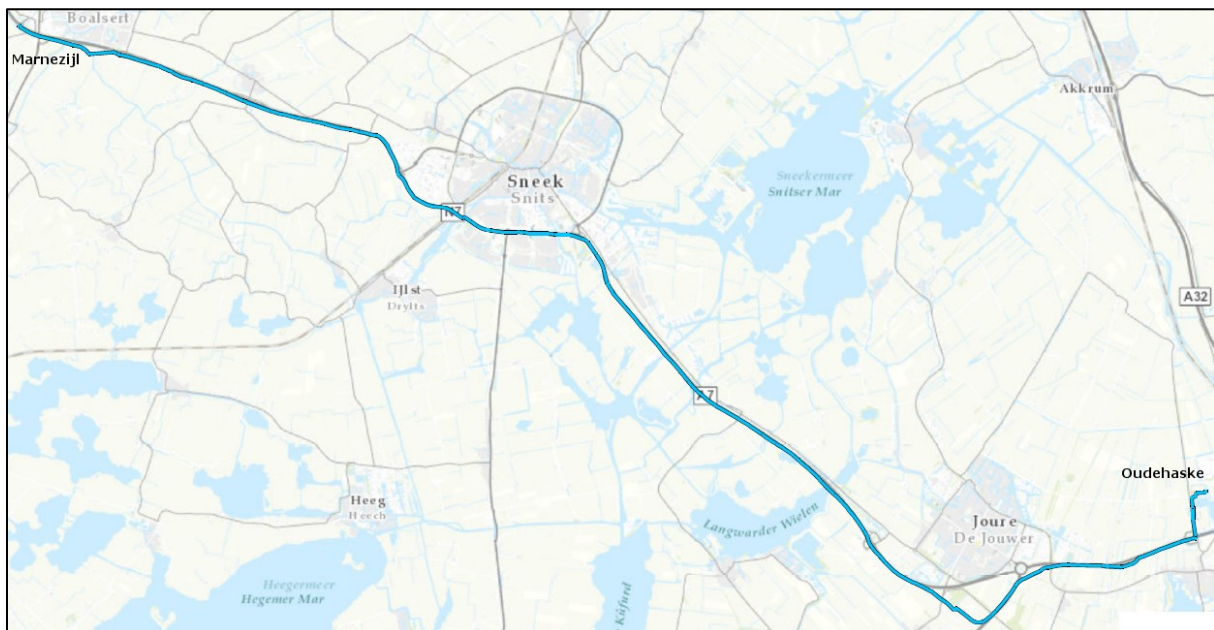 Boalsert
Marnezijl
Akkrum
Sneekermeer
Snitser Mar
Sneek
Snits
N7
IJlst
Drylts
A32
A7
Oudehaske
Heeg
Heech
Joure
De Jouwer
Langwarder Wielen
Heegermeer
Hegemer Mar
Kûfurd